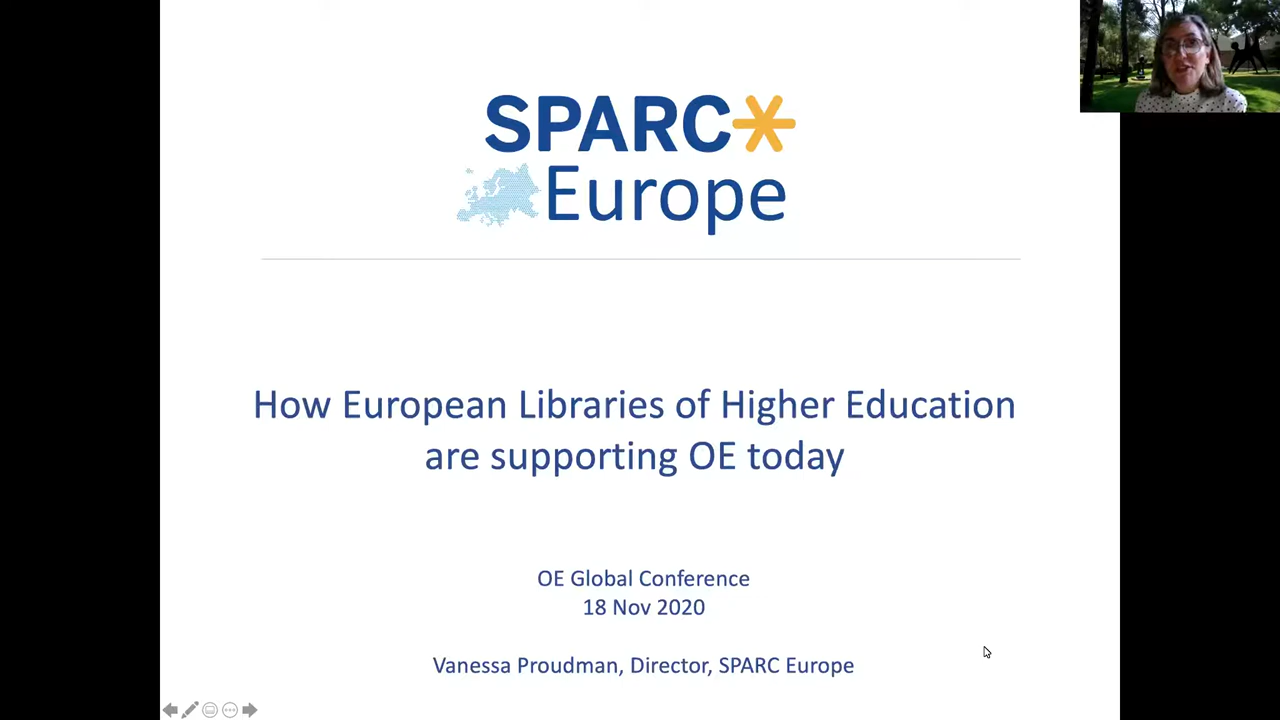 SPARC
Europe
How European Libraries of Higher Education
are supporting OE today
OE Global Conference
18 Nov 2020
Vanessa Proudman, Director, SPARC Europe